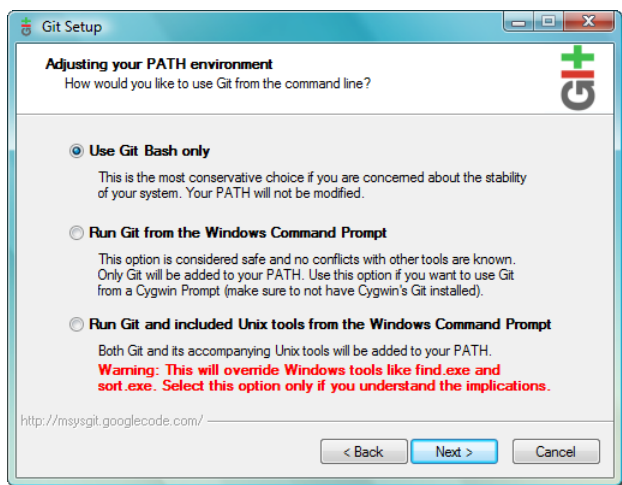 Git Setup
Adjusting your PATH environment
How would you like to use Git from the command line?
Git
Use Git Bash only
This is the most conservative choice if you are concerned about the stability
of your system. Your PATH will not be modified.
Run Git from the Windows Command Prompt
This option is considered safe and no conflicts with other tools are known.
Only Git will be added to your PATH. Use this option if you want to use Git
from a Cygwin Prompt (make sure to not have Cygwin's Git installed).
Run Git and included Unix tools from the Windows Command Prompt
Both Git and its accompanying Unix tools will be added to your PATH.
Warning: This will override Windows tools like find.exe and
sort.exe. Select this option only if you understand the implications.
http://msysgit.googlecode.com/
< Back Next > Cancel